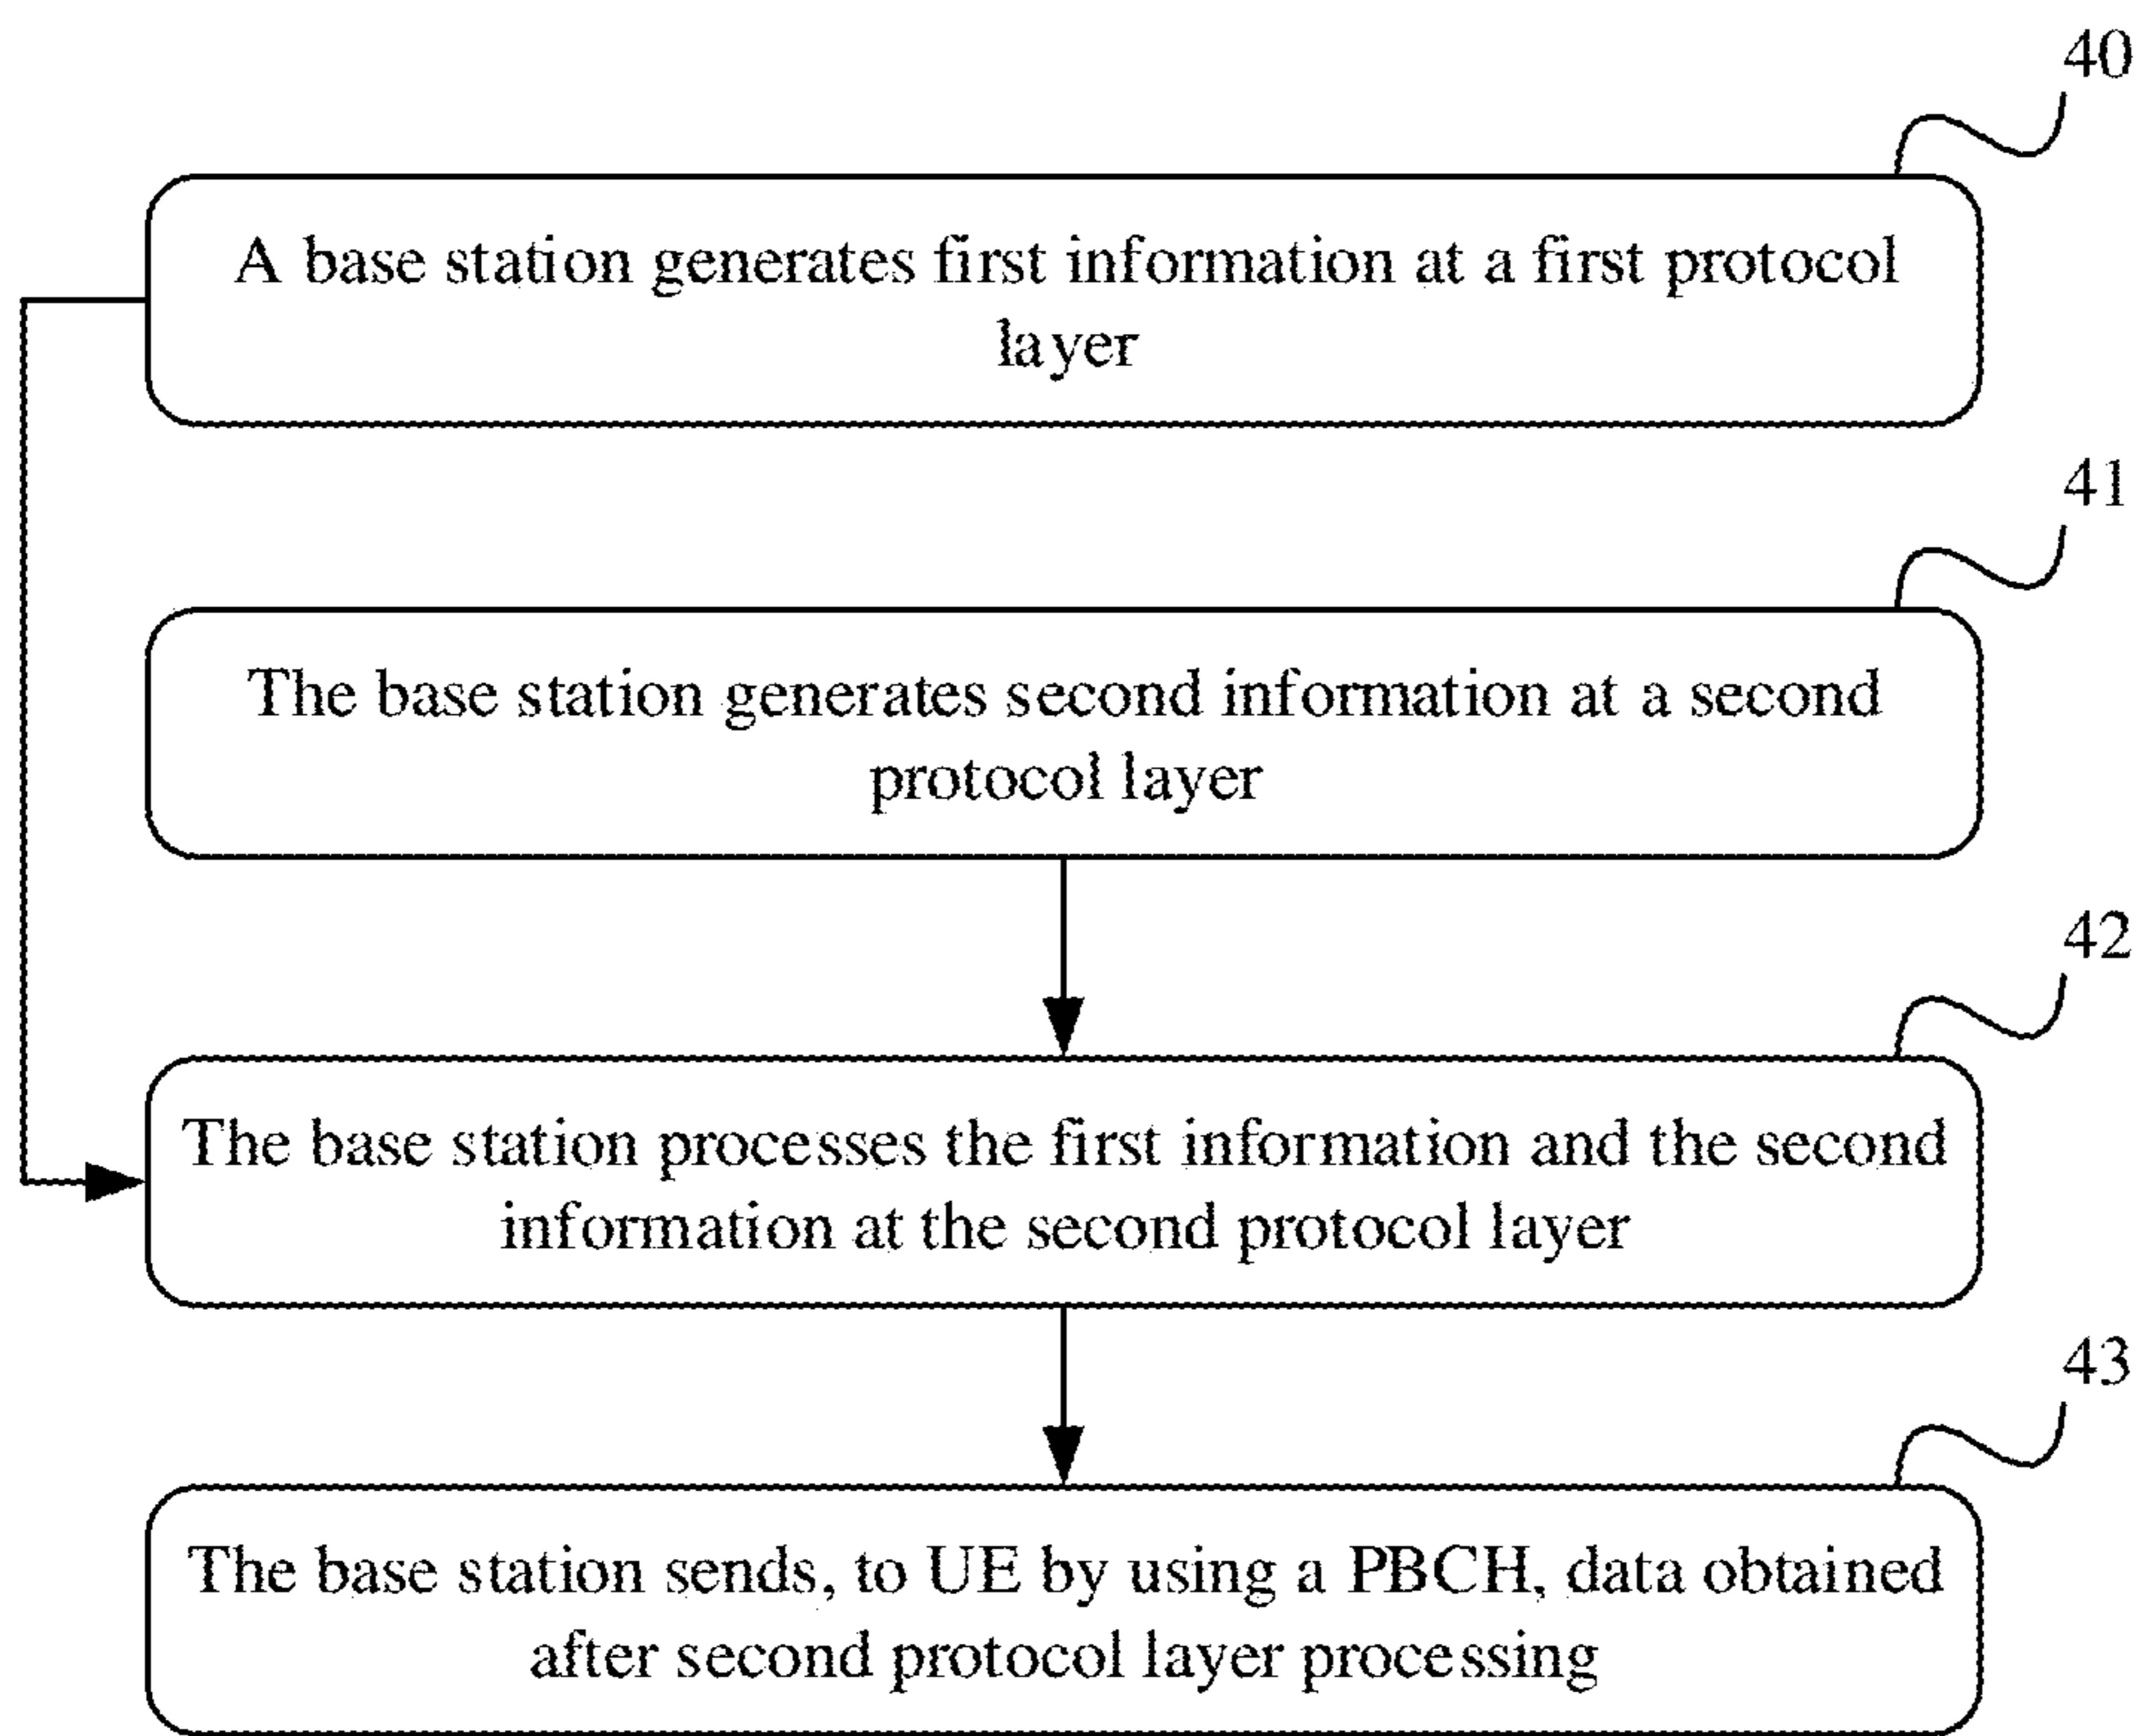 40
A base station generates first information at a first protocol
layer
41
The base station generates second information at a second
protocol layer
42
The base station processes the first information and the second
information at the second protocol layer
43
The base station sends, to UE by using a PBCH, data obtained
after second protocol layer processing